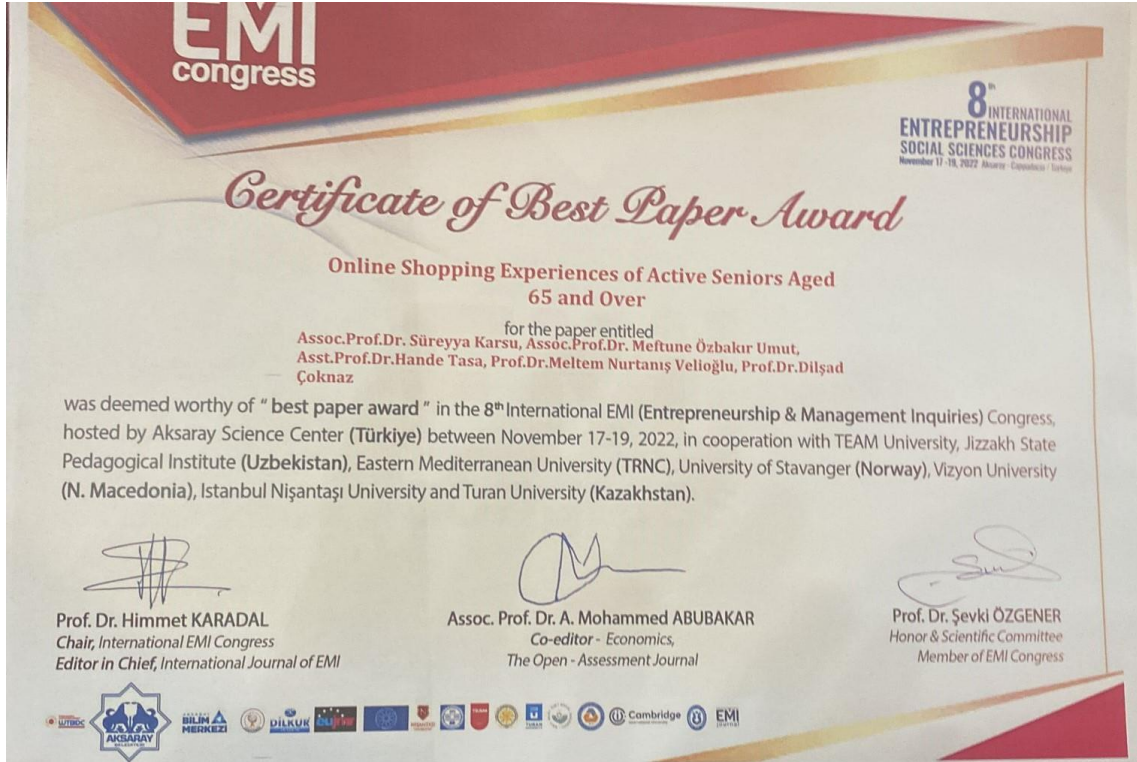 EMI
congress
8th INTERNATIONAL
ENTREPRENEURSHIP
SOCIAL SCIENCES CONGRESS
November 17-19, 2022 Aksaray - Cappadocia / Türkiye
Certificate of Best Paper Award
Online Shopping Experiences of Active Seniors Aged
65 and Over
for the paper entitled
Assoc.Prof.Dr. Süreyya Karsu, Assoc.Prof.Dr. Meftune Özbakır Umut,
Asst.Prof.Dr.Hande Tasa, Prof.Dr.Meltem Nurtanış Velioğlu, Prof.Dr.Dilşad
Çoknaz
was deemed worthy of “ best paper award ” in the 8th International EMI (Entrepreneurship & Management Inquiries) Congress,
hosted by Aksaray Science Center (Türkiye) between November 17-19, 2022, in cooperation with TEAM University, Jizzakh State
Pedagogical Institute (Uzbekistan), Eastern Mediterranean University (TRNC), University of Stavanger (Norway), Vizyon University
(N. Macedonia), Istanbul Nişantaşı University and Turan University (Kazakhstan).
Prof. Dr. Himmet KARADAL
Chair, International EMI Congress
Editor in Chief, International Journal of EMI
Assoc. Prof. Dr. A. Mohammed ABUBAKAR
Co-editor - Economics,
The Open - Assessment Journal
Prof. Dr. Şevki ÖZGENER
Honor & Scientific Committee
Member of EMI Congress
AKSARAY
BİLİM
MERKEZİ
DİLKUR
Cambridge
EMI